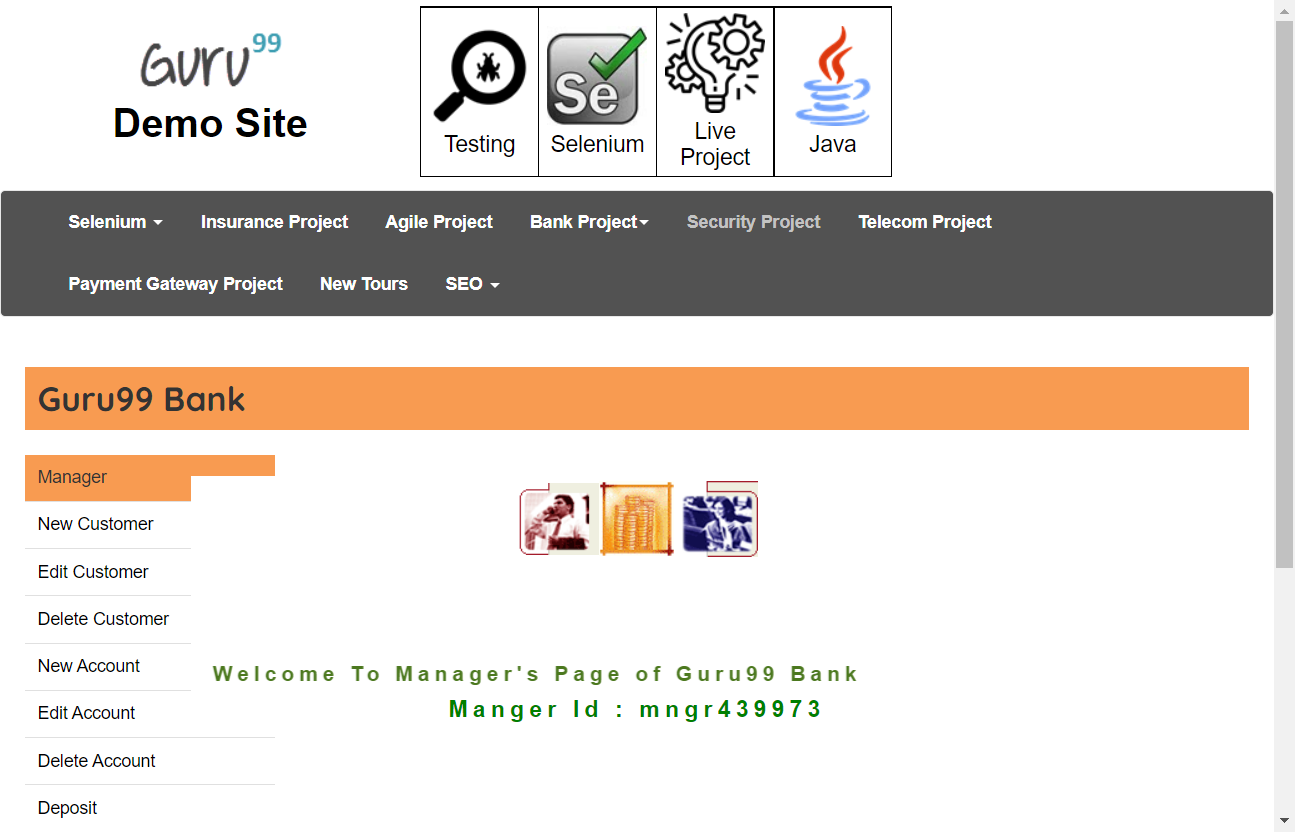 Guru99
Demo Site
Testing
Selenium
Live
Project
Java
Selenium
Insurance Project
Agile Project
Bank Project
Security Project
Telecom Project
Payment Gateway Project
New Tours
SEO
Guru99 Bank
Manager
New Customer
Edit Customer
Delete Customer
New Account
Edit Account
Delete Account
Deposit
Welcome To Manager's Page of Guru99 Bank
Manger Id : mngr439973